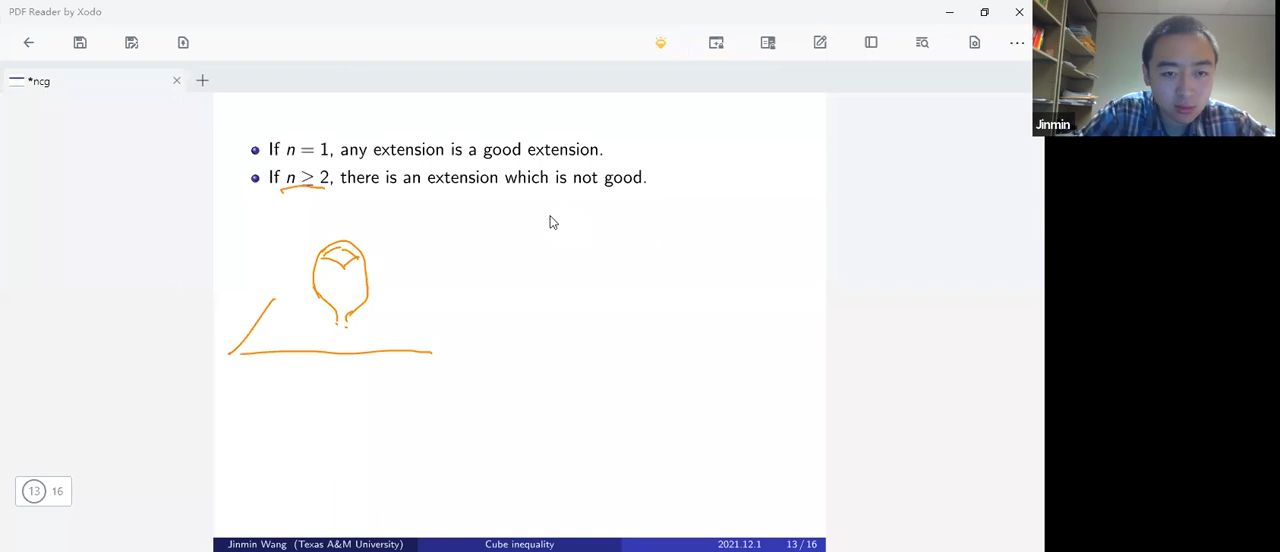 PDF Reader by Xodo
*ncg
Jinmin
If n = 1, any extension is a good extension.
If n ≥ 2, there is an extension which is not good.
13 16
Jinmin Wang (Texas A&M University) Cube inequality 2021.12.1 13 / 16